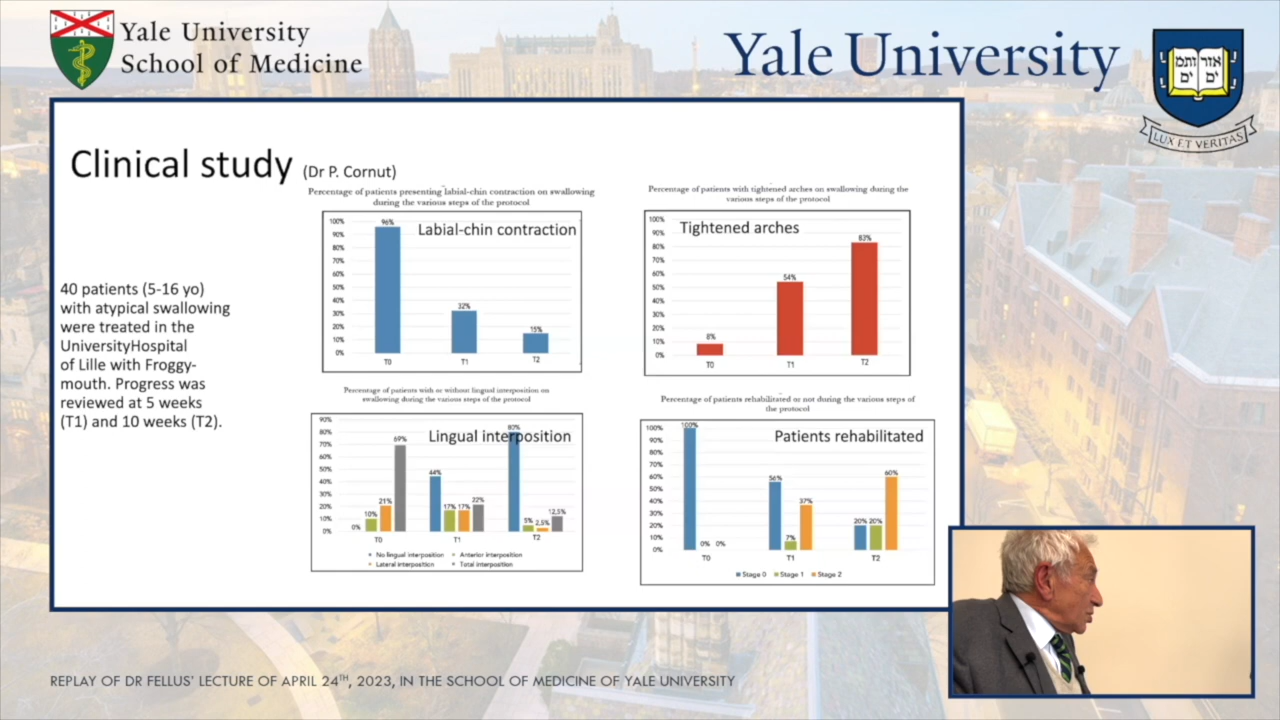 Yale University
School of Medicine
Yale University
אורים
ותמים
LUX ET VERITAS
Clinical study (Dr P. Cornut)
40 patients (5-16 yo)
with atypical swallowing
were treated in the
UniversityHospital
of Lille with Froggy-
mouth. Progress was
reviewed at 5 weeks
(T1) and 10 weeks (T2).
Percentage of patients presenting labial-chin contraction on swallowing
during the various steps of the protocol
Labial-chin contraction
100%
90%
80%
70%
60%
50%
40%
30%
20%
10%
0%
96%
32%
15%
T0 T1 T2
Percentage of patients with tightened arches on swallowing during the
various steps of the protocol
Tightened arches
100%
90%
80%
70%
60%
50%
40%
30%
20%
10%
0%
8%
54%
83%
T0 T1 T2
Percentage of patients with or without lingual interposition on
swallowing during the various steps of the protocol
Lingual interposition
90%
80%
70%
60%
50%
40%
30%
20%
10%
0%
0% 10% 21% 69%
44% 17% 17% 22%
80% 5% 2,5% 12,5%
T0 T1 T2
No lingual interposition Anterior interposition
Lateral interposition Total interposition
Percentage of patients rehabilitated or not during the various steps of
the protocol
Patients rehabilitated
100%
90%
80%
70%
60%
50%
40%
30%
20%
10%
0%
100% 0% 0%
56% 7% 37%
20% 20% 60%
T0 T1 T2
Stage 0 Stage 1 Stage 2
REPLAY OF DR FELLUS' LECTURE OF APRIL 24TH, 2023, IN THE SCHOOL OF MEDICINE OF YALE UNIVERSITY